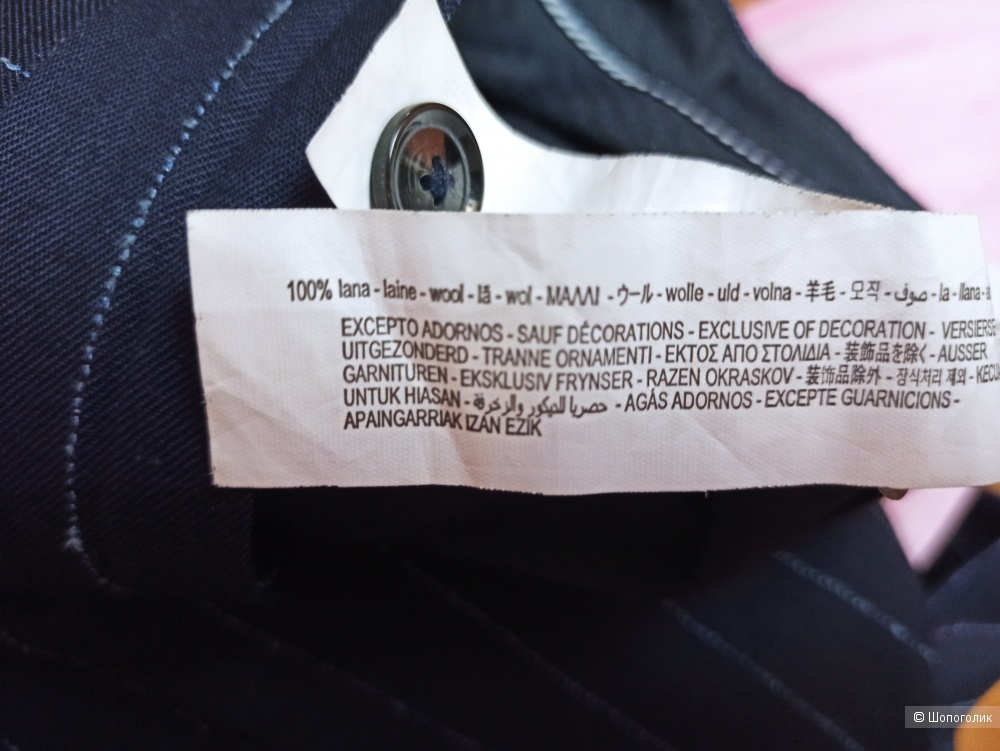 100% lana - laine - wool - lã - wol - ΜΑΛΛΙ - ウール - wolle - uld - volna - 羊毛 - 모직 - صوف - la - llana -
EXCEPTO ADORNOS - SAUF DÉCORATIONS - EXCLUSIVE OF DECORATION - VERSIERS
UITGEZONDERD - TRANNE ORNAMENTI - ΕΚΤΟΣ ΑΠΟ ΣΤΟΛΙΔΙΑ - 装飾品を除く - AUSSER
GARNITUREN - EKSKLUSIV FRYNSER - RAZEN OKRASKOV - 装饰品除外 - 장식처리 제외 - KECU
UNTUK HIASAN - حصريا للديكور والزخرفة - AGÁS ADORNOS - EXCEPTE GUARNICIONS -
APAINGARRIAK IZAN EZIK
© Шопоголик